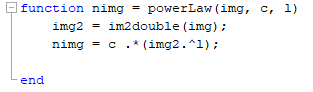 function nimg = powerLaw(img, c, l)
img2 = im2double(img);
nimg = c .*(img2.^l);
end